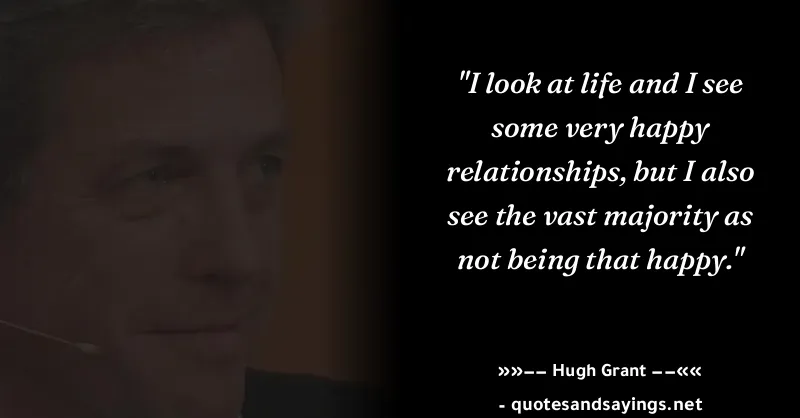 "I look at life and I see
some very happy
relationships, but I also
see the vast majority as
not being that happy."
»»−− Hugh Grant −−««
- quotesandsayings.net